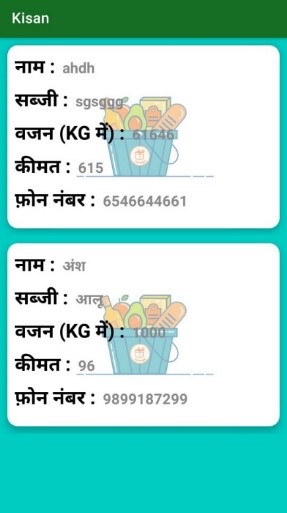 Kisan
नाम : ahdh
सब्जी : sgsggg
वजन (KG में) : 61646
कीमत : 615
फ़ोन नंबर : 6546644661
नाम : अंश
सब्जी : आलू
वजन (KG में) : 1000
कीमत : 96
फ़ोन नंबर : 9899187299